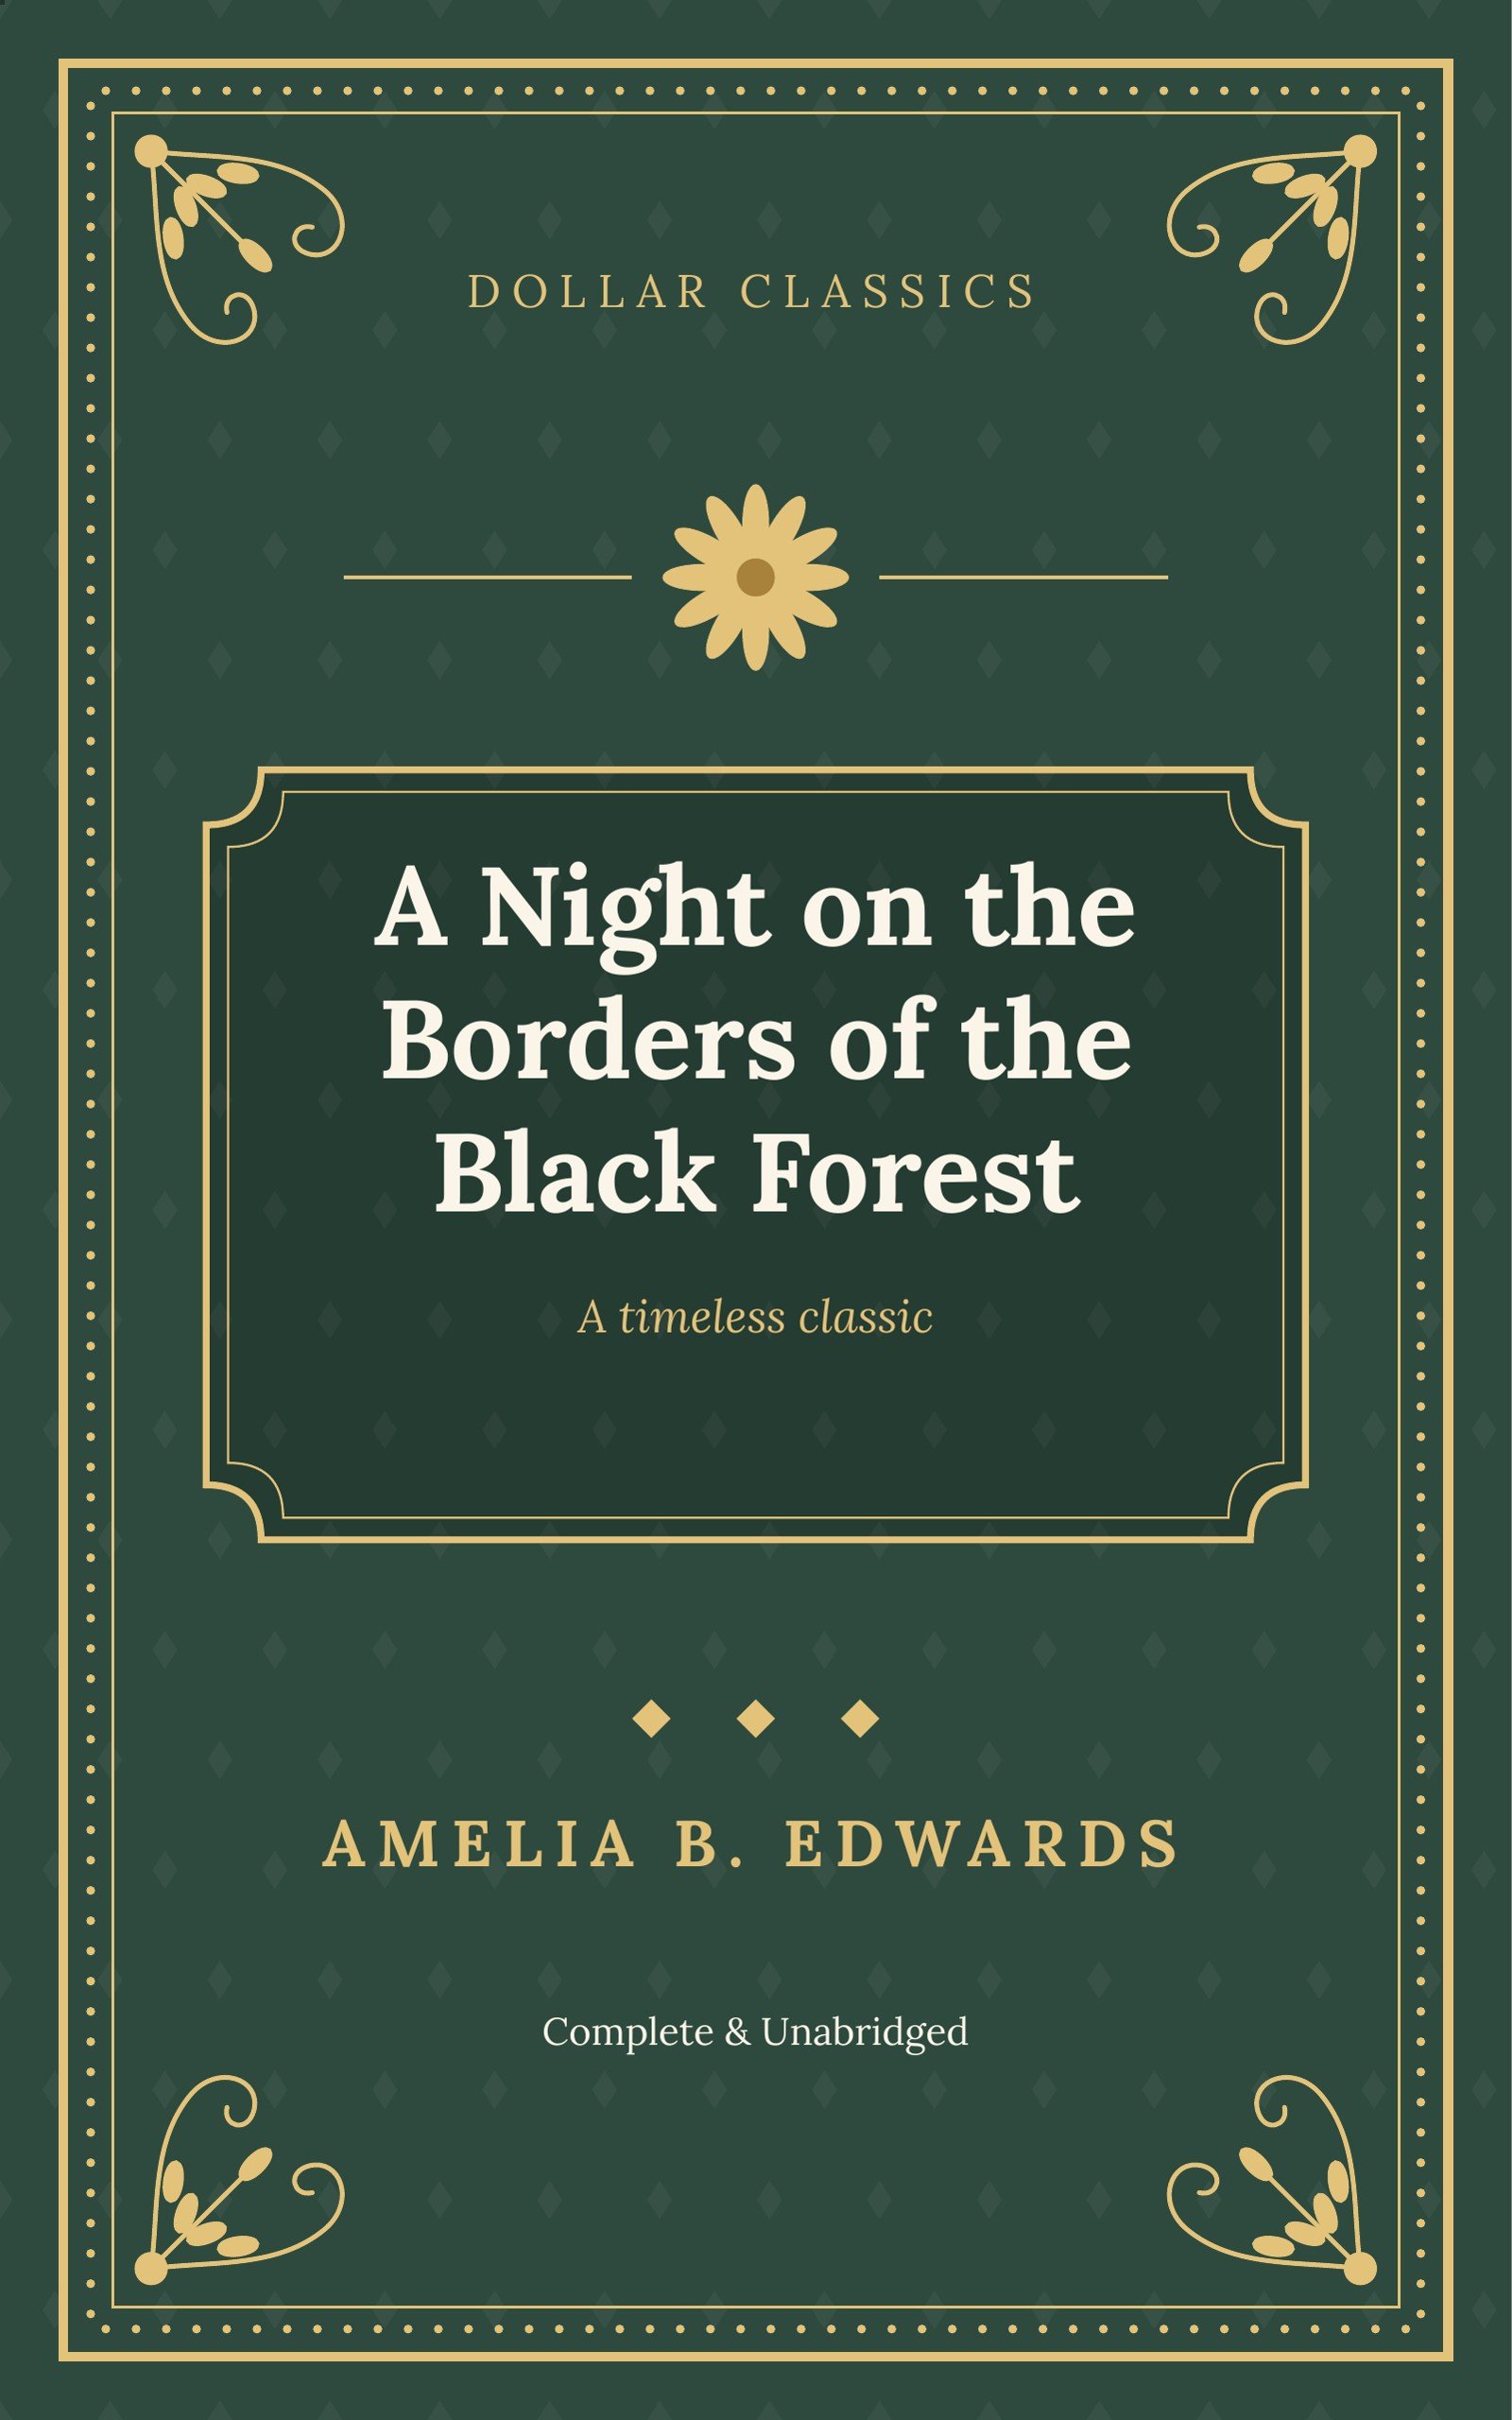 DOLLAR CLASSICS
A Night on the
Borders of the
Black Forest
A timeless classic
AMELIA B. EDWARDS
Complete & Unabridged